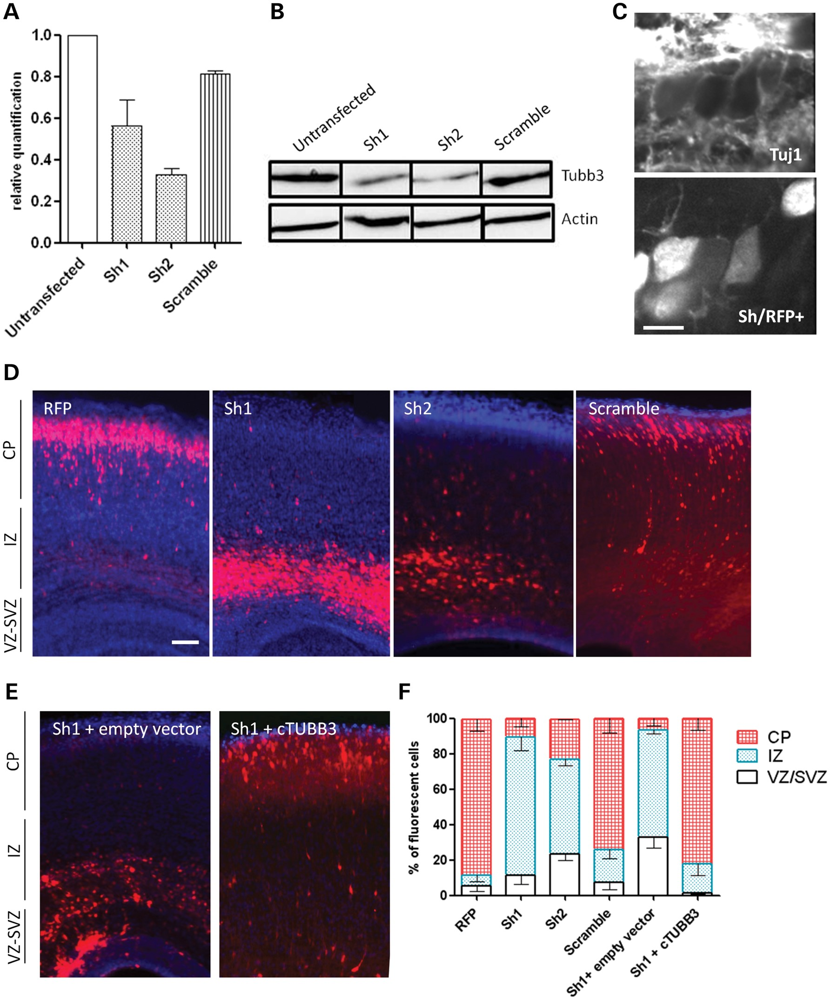 A
1.0
0.8
0.6
0.4
0.2
0.0
relative quantification
Untransfected
Sh1
Sh2
Scramble
B
Untransfected
Sh1
Sh2
Scramble
Tubb3
Actin
C
Tuj1
Sh/RFP+
D
CP
IZ
VZ-SVZ
RFP
Sh1
Sh2
Scramble
E
CP
IZ
VZ-SVZ
Sh1 + empty vector
Sh1 + cTUBB3
F
100
80
60
40
20
0
% of fluorescent cells
RFP
Sh1
Sh2
Scramble
Sh1+ empty vector
Sh1 + cTUBB3
CP
IZ
VZ/SVZ